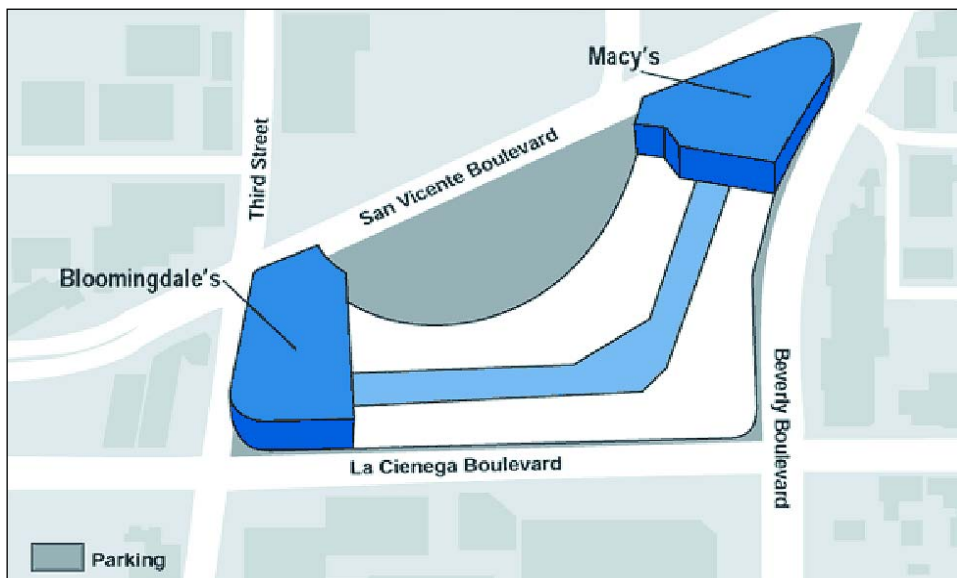 Macy's
Third Street
San Vicente Boulevard
Bloomingdale's
Beverly Boulevard
La Cienega Boulevard
Parking